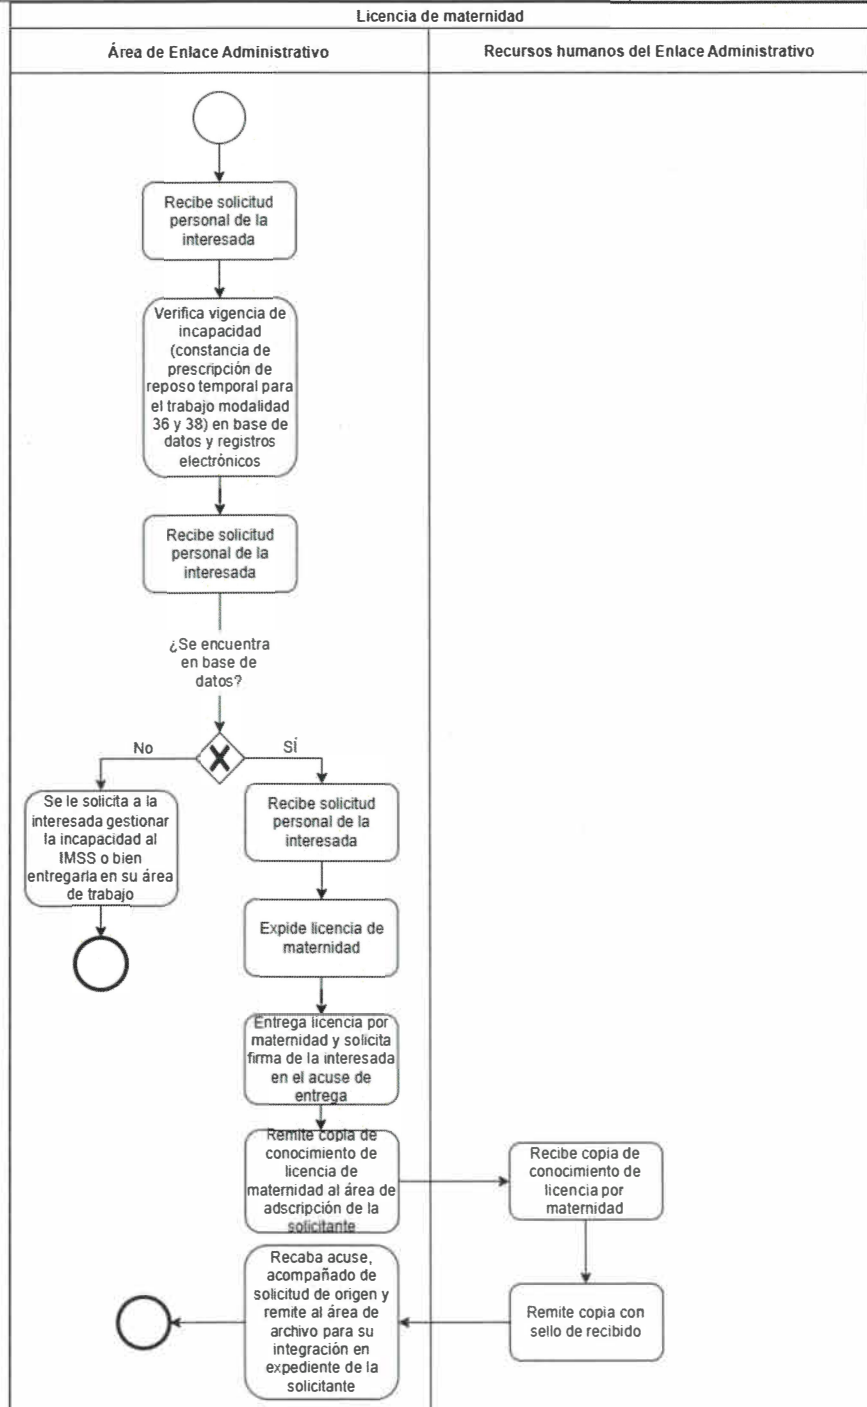 Licencia de maternidad
Área de Enlace Administrativo
Recursos humanos del Enlace Administrativo
Recibe solicitud
personal de la
interesada
Verifica vigencia de
incapacidad
(constancia de
prescripción de
reposo temporal para
el trabajo modalidad
36 y 38) en base de
datos y registros
electrónicos
Recibe solicitud
personal de la
interesada
¿Se encuentra
en base de
datos?
No
SÍ
Se le solicita a la
interesada gestionar
la incapacidad al
IMSS o bien
entregarla en su área
de trabajo
Recibe solicitud
personal de la
interesada
Expide licencia de
maternidad
Entrega licencia por
maternidad y solicita
firma de la interesada
en el acuse de
entrega
Remite copia de
conocimiento de
licencia de
maternidad al área de
adscripción de la
solicitante
Recibe copia de
conocimiento de
licencia por
maternidad
Remite copia con
sello de recibido
Recaba acuse,
acompañado de
solicitud de origen y
remite al área de
archivo para su
integración en
expediente de la
solicitante